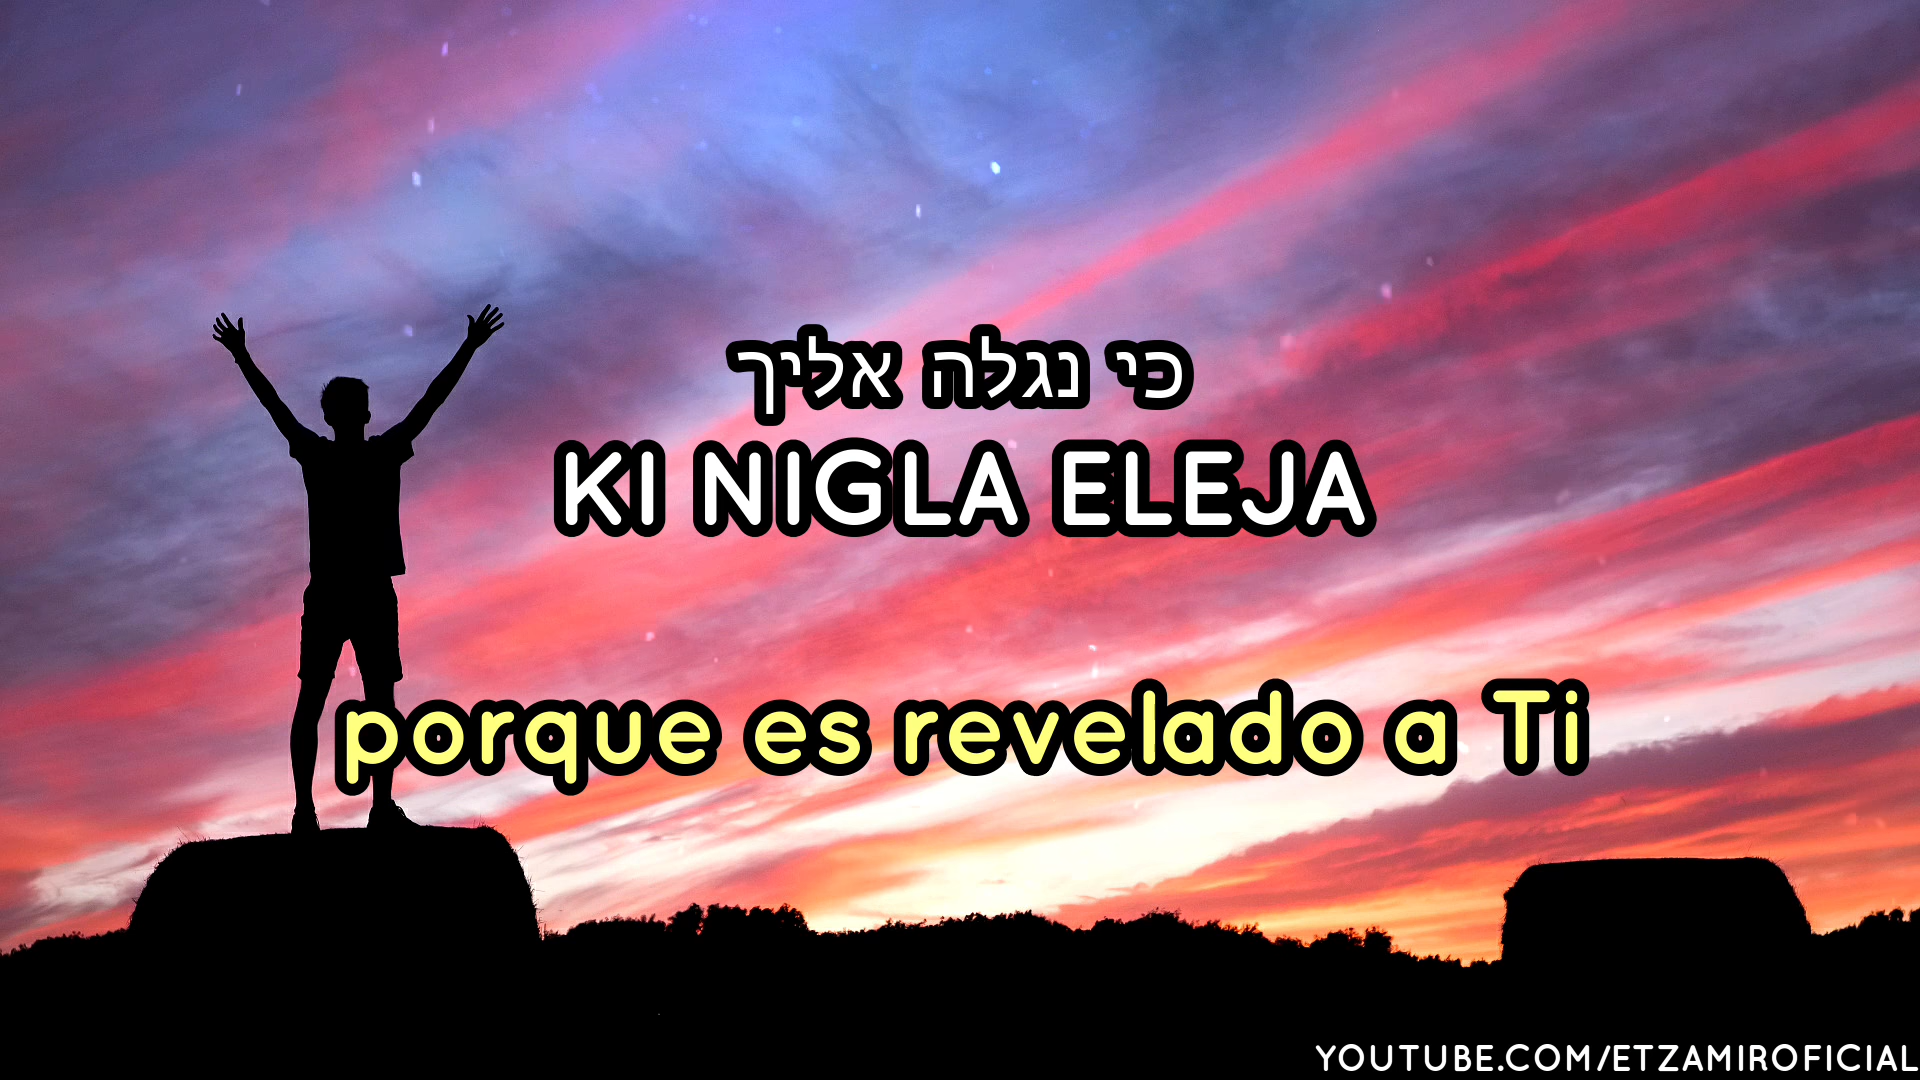 כי נגלה אליך
KI NIGLA ELEJA
porque es revelado a Ti
YOUTUBE.COM/ETZAMIROFICIAL